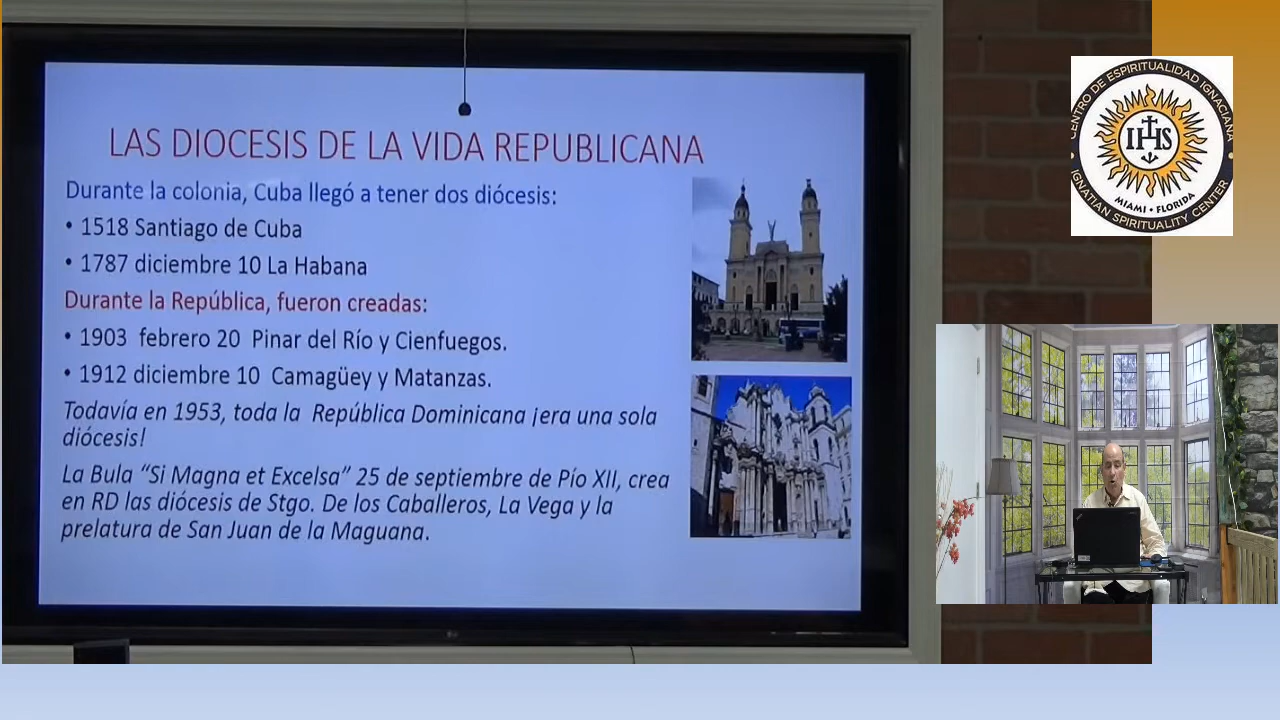 LAS DIOCESIS DE LA VIDA REPUBLICANA
Durante la colonia, Cuba llegó a tener dos diócesis:
• 1518 Santiago de Cuba
• 1787 diciembre 10 La Habana
Durante la República, fueron creadas:
• 1903 febrero 20 Pinar del Río y Cienfuegos.
• 1912 diciembre 10 Camagüey y Matanzas.
Todavía en 1953, toda la República Dominicana ¡era una sola
diócesis!
La Bula “Si Magna et Excelsa” 25 de septiembre de Pío XII, crea
en RD las diócesis de Stgo. De los Caballeros, La Vega y la
prelatura de San Juan de la Maguana.
CENTRO DE ESPIRITUALIDAD IGNACIANA
IHS
MIAMI • FLORIDA
IGNATIAN SPIRITUALITY CENTER